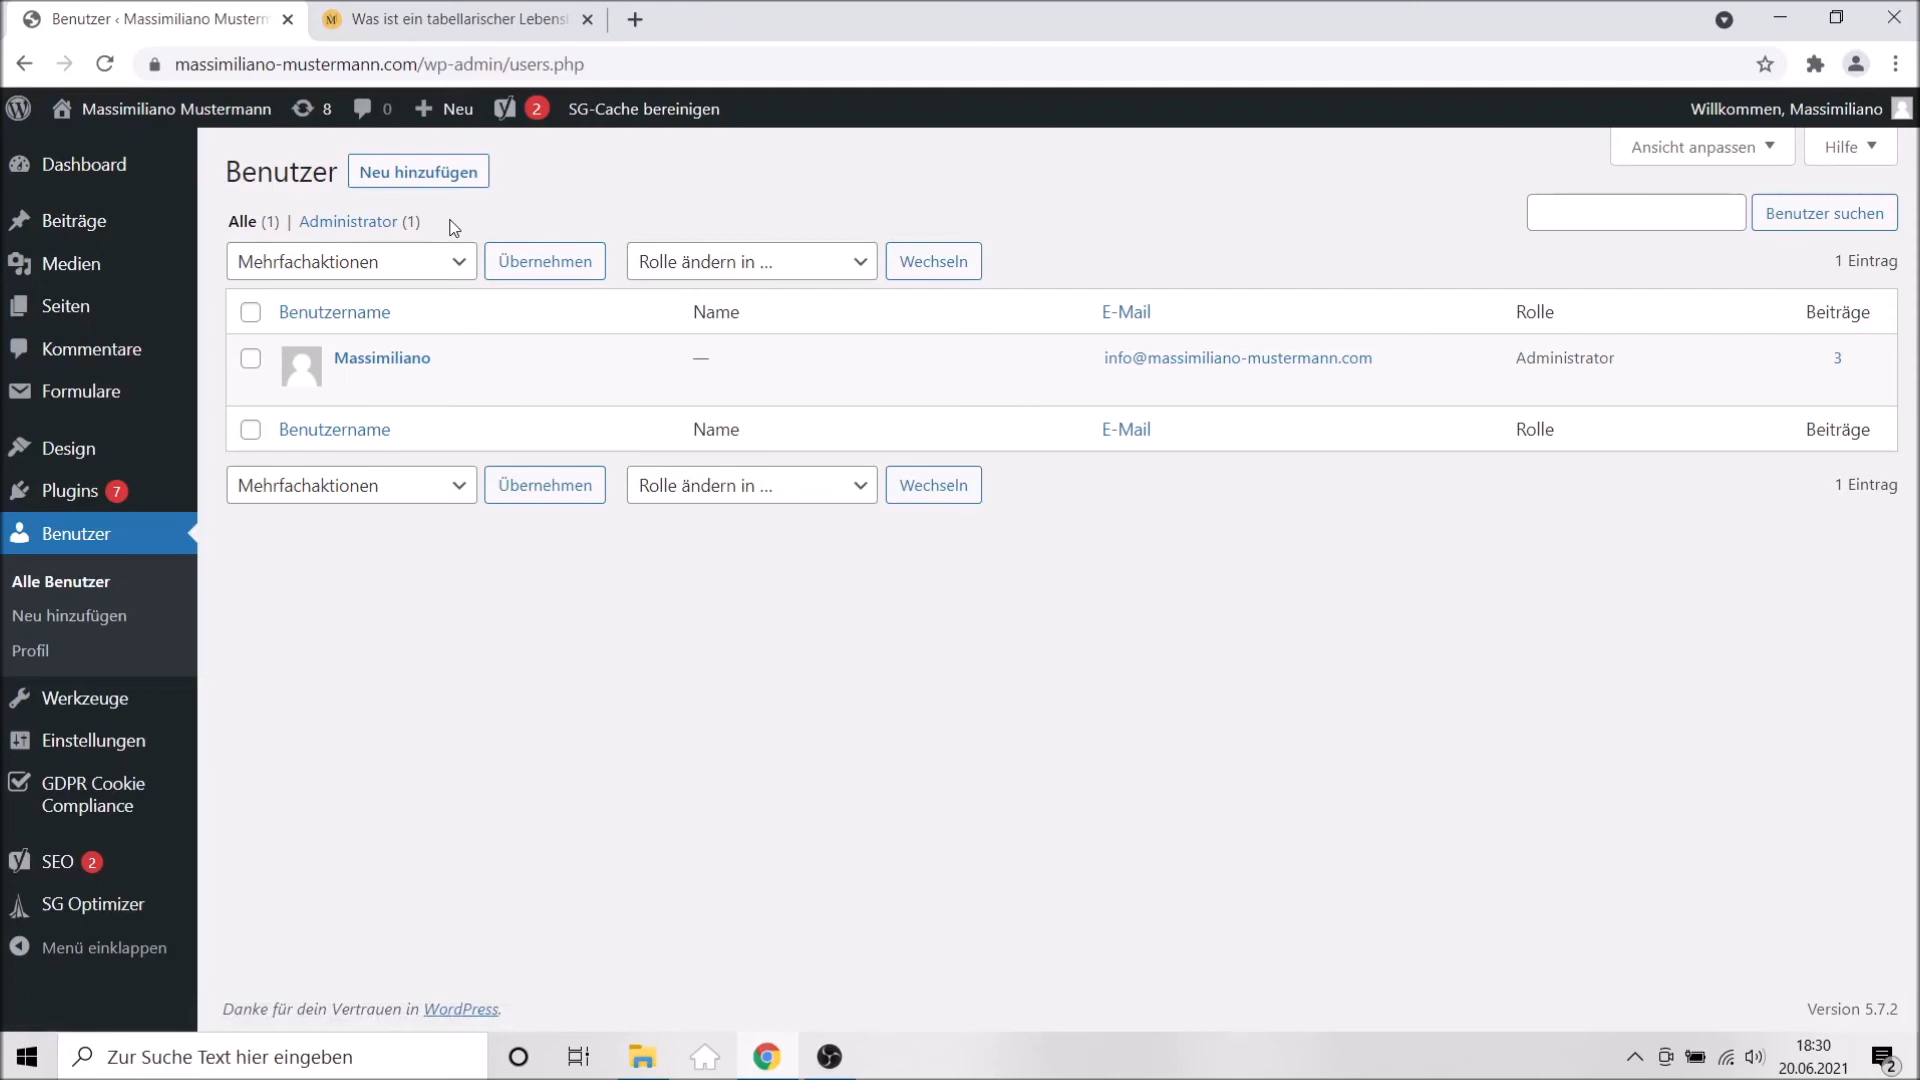 Benutzer ‹ Massimiliano Musterm
Was ist ein tabellarischer Lebens
massimiliano-mustermann.com/wp-admin/users.php
Massimiliano Mustermann 8 0 Neu 2 SG-Cache bereinigen Willkommen, Massimiliano
Ansicht anpassen Hilfe
Dashboard
Beiträge
Medien
Seiten
Kommentare
Formulare
Design
Plugins 7
Benutzer
Alle Benutzer
Neu hinzufügen
Profil
Werkzeuge
Einstellungen
GDPR Cookie
Compliance
SEO 2
SG Optimizer
Menü einklappen
Benutzer Neu hinzufügen
Alle (1) | Administrator (1)
Benutzer suchen
Mehrfachaktionen Übernehmen Rolle ändern in ... Wechseln 1 Eintrag
Benutzername Name E-Mail Rolle Beiträge
Massimiliano — info@massimiliano-mustermann.com Administrator 3
Benutzername Name E-Mail Rolle Beiträge
Mehrfachaktionen Übernehmen Rolle ändern in ... Wechseln 1 Eintrag
Danke für dein Vertrauen in WordPress. Version 5.7.2
Zur Suche Text hier eingeben
18:30
20.06.2021
2